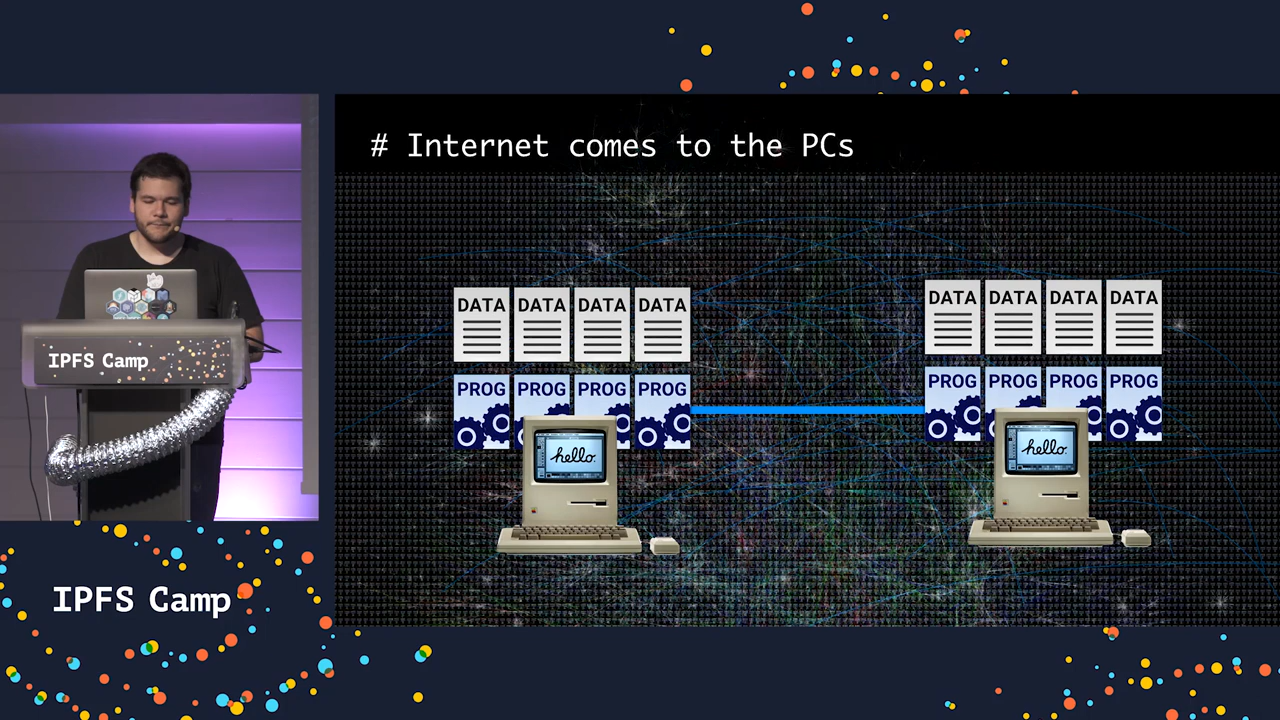 # Internet comes to the PCs
DATA DATA DATA DATA
DATA DATA DATA DATA
PROG PROG PROG PROG
PROG PROG PROG PROG
hello.
hello.
IPFS Camp
IPFS Camp